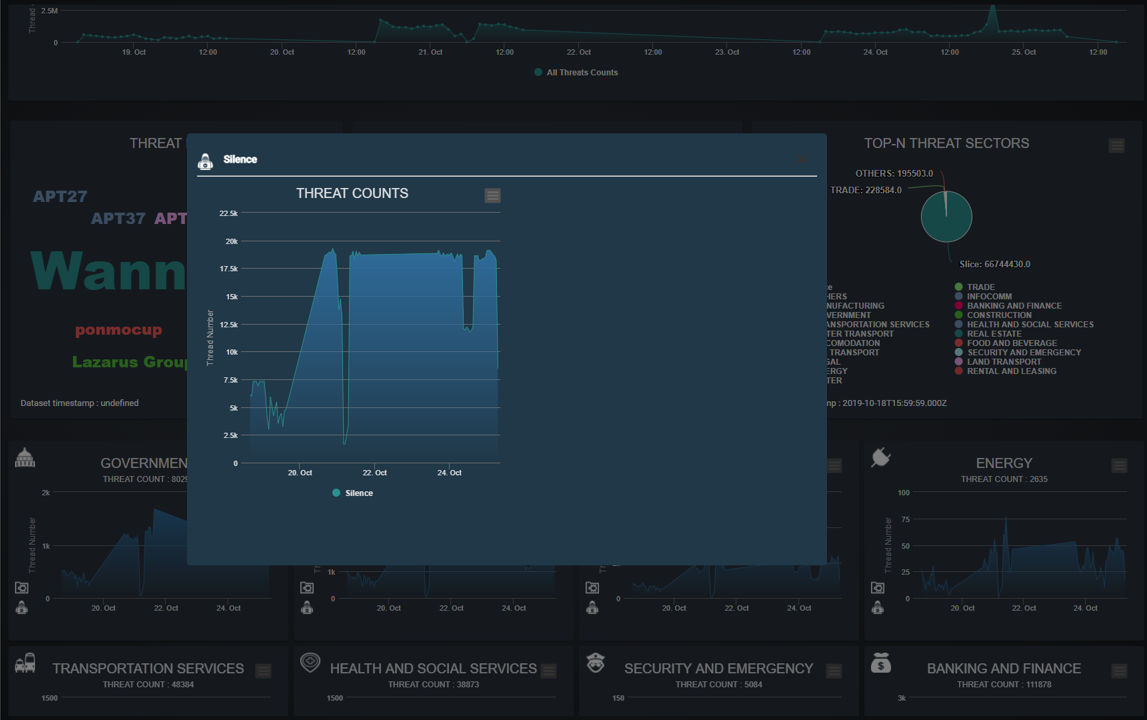 2.5M
Thread
0
19. Oct 12:00 20. Oct 12:00 21. Oct 12:00 22. Oct 12:00 23. Oct 12:00 24. Oct 12:00 25. Oct 12:00
All Threats Counts
THREAT
APT27
APT37 APT
Wann
ponmocup
Lazarus Group
Dataset timestamp : undefined
Silence
THREAT COUNTS
22.5k
20k
17.5k
15k
12.5k
10k
7.5k
5k
2.5k
0
Thread Number
20. Oct 22. Oct 24. Oct
Silence
TOP-N THREAT SECTORS
OTHERS: 195503.0
TRADE: 228584.0
Slice: 66744430.0
e
HERS
NUFACTURING
VERNMENT
ANSPORTATION SERVICES
TER TRANSPORT
COMODATION
TRANSPORT
GAL
ERGY
TER
TRADE
INFOCOMM
BANKING AND FINANCE
CONSTRUCTION
HEALTH AND SOCIAL SERVICES
REAL ESTATE
FOOD AND BEVERAGE
SECURITY AND EMERGENCY
LAND TRANSPORT
RENTAL AND LEASING
mp : 2019-10-18T15:59:59.000Z
GOVERNMEN
THREAT COUNT : 8029
2k
1k
0
Thread Number
20. Oct 22. Oct 24. Oct
1k
0
20. Oct 22. Oct 24. Oct
0
20. Oct 22. Oct 24. Oct
ENERGY
THREAT COUNT : 2635
100
75
50
25
0
Thread Number
20. Oct 22. Oct 24. Oct
TRANSPORTATION SERVICES
THREAT COUNT : 48384
1500
HEALTH AND SOCIAL SERVICES
THREAT COUNT : 38873
1500
SECURITY AND EMERGENCY
THREAT COUNT : 5084
150
BANKING AND FINANCE
THREAT COUNT : 111878
3k